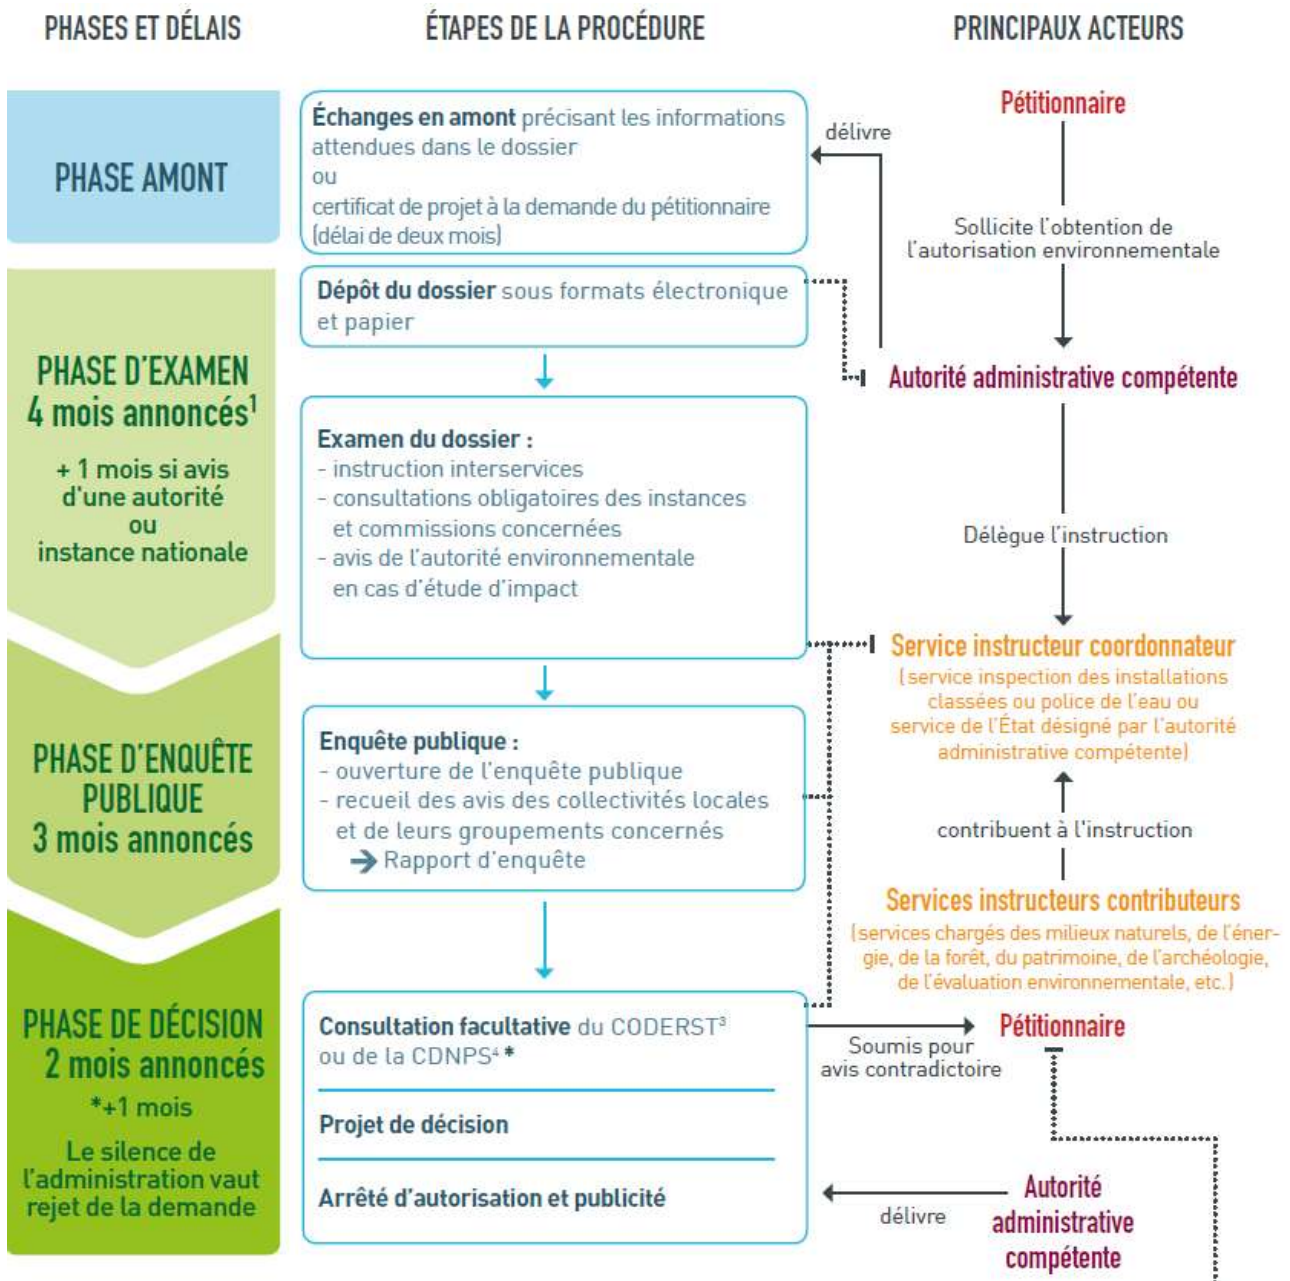 PHASES ET DÉLAIS
ÉTAPES DE LA PROCÉDURE
PRINCIPAUX ACTEURS
PHASE AMONT
Échanges en amont précisant les informations
attendues dans le dossier
ou
certificat de projet à la demande du pétitionnaire
(délai de deux mois)
délivre
Pétitionnaire
Sollicite l'obtention de
l'autorisation environnementale
PHASE D'EXAMEN
4 mois annoncés¹
+ 1 mois si avis
d'une autorité
ou
instance nationale
Dépôt du dossier sous formats électronique
et papier
Autorité administrative compétente
Examen du dossier :
- instruction interservices
- consultations obligatoires des instances
et commissions concernées
- avis de l'autorité environnementale
en cas d'étude d'impact
Délègue l'instruction
Service instructeur coordonnateur
(service inspection des installations
classées ou police de l'eau ou
service de l'État désigné par l'autorité
administrative compétente)
PHASE D'ENQUÊTE
PUBLIQUE
3 mois annoncés
Enquête publique :
- ouverture de l'enquête publique
- recueil des avis des collectivités locales
et de leurs groupements concernés
➔ Rapport d'enquête
contribuent à l'instruction
Services instructeurs contributeurs
(services chargés des milieux naturels, de l'éner-
gie, de la forêt, du patrimoine, de l'archéologie,
de l'évaluation environnementale, etc.)
PHASE DE DÉCISION
2 mois annoncés
*+1 mois
Le silence de
l'administration vaut
rejet de la demande
Consultation facultative du CODERST³
ou de la CDNPS⁴ *
Projet de décision
Arrêté d'autorisation et publicité
Soumis pour
avis contradictoire
Pétitionnaire
délivre
Autorité
administrative
compétente